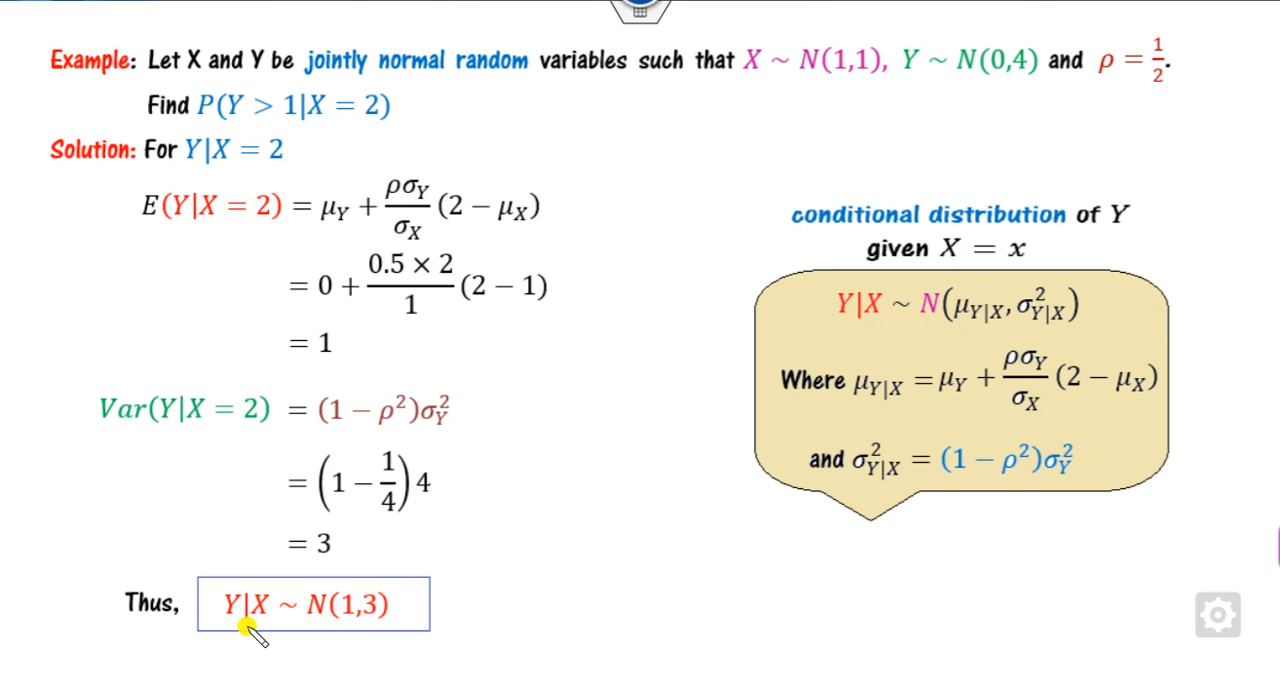 Example: Let X and Y be jointly normal random variables such that X ~ N(1,1), Y ~ N(0,4) and ρ = 1/2.
Find P(Y > 1|X = 2)
Solution: For Y|X = 2
E(Y|X = 2) = μ_Y + ρσ_Y/σ_X (2 − μ_X)
= 0 + 0.5 × 2/1 (2 − 1)
= 1
Var(Y|X = 2) = (1 − ρ²)σ_Y²
= (1 − 1/4) 4
= 3
Thus, Y|X ~ N(1,3)
conditional distribution of Y
given X = x
Y|X ~ N(μ_{Y|X}, σ²_{Y|X})
Where μ_{Y|X} = μ_Y + ρσ_Y/σ_X (2 − μ_X)
and σ²_{Y|X} = (1 − ρ²)σ_Y²